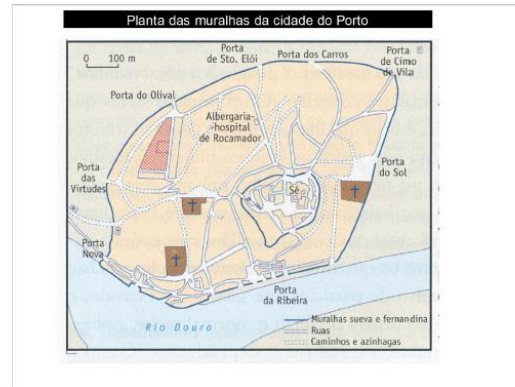 Planta das muralhas da cidade do Porto
0 100 m
Porta
de Sto. Elói
Porta dos Carros
Porta
de Cimo
de Vila
Porta do Olival
Albergaria-
hospital
de Rocamador
Porta
das
Virtudes
Porta
do Sol
Sé
Porta
Nova
Porta
da Ribeira
Rio Douro
Muralhas sueva e fernandina
Ruas
Caminhos e azinhagas